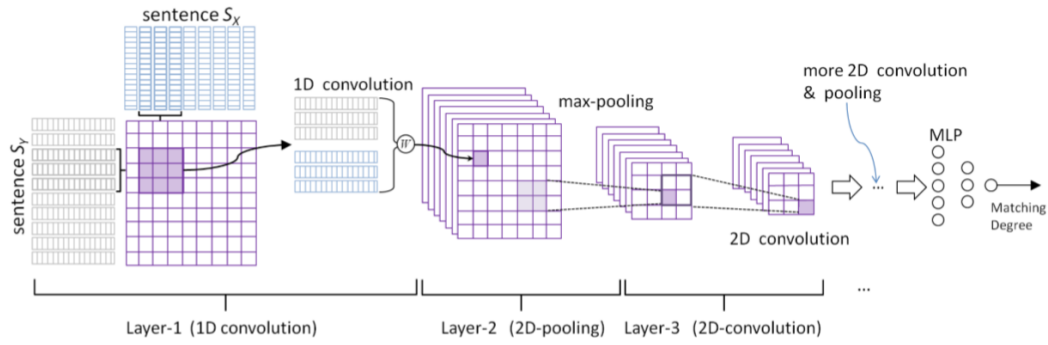 sentence S_X
sentence S_Y
1D convolution
W
max-pooling
2D convolution
more 2D convolution
& pooling
...
MLP
Matching
Degree
...
Layer-1 (1D convolution)
Layer-2 (2D-pooling)
Layer-3 (2D-convolution)